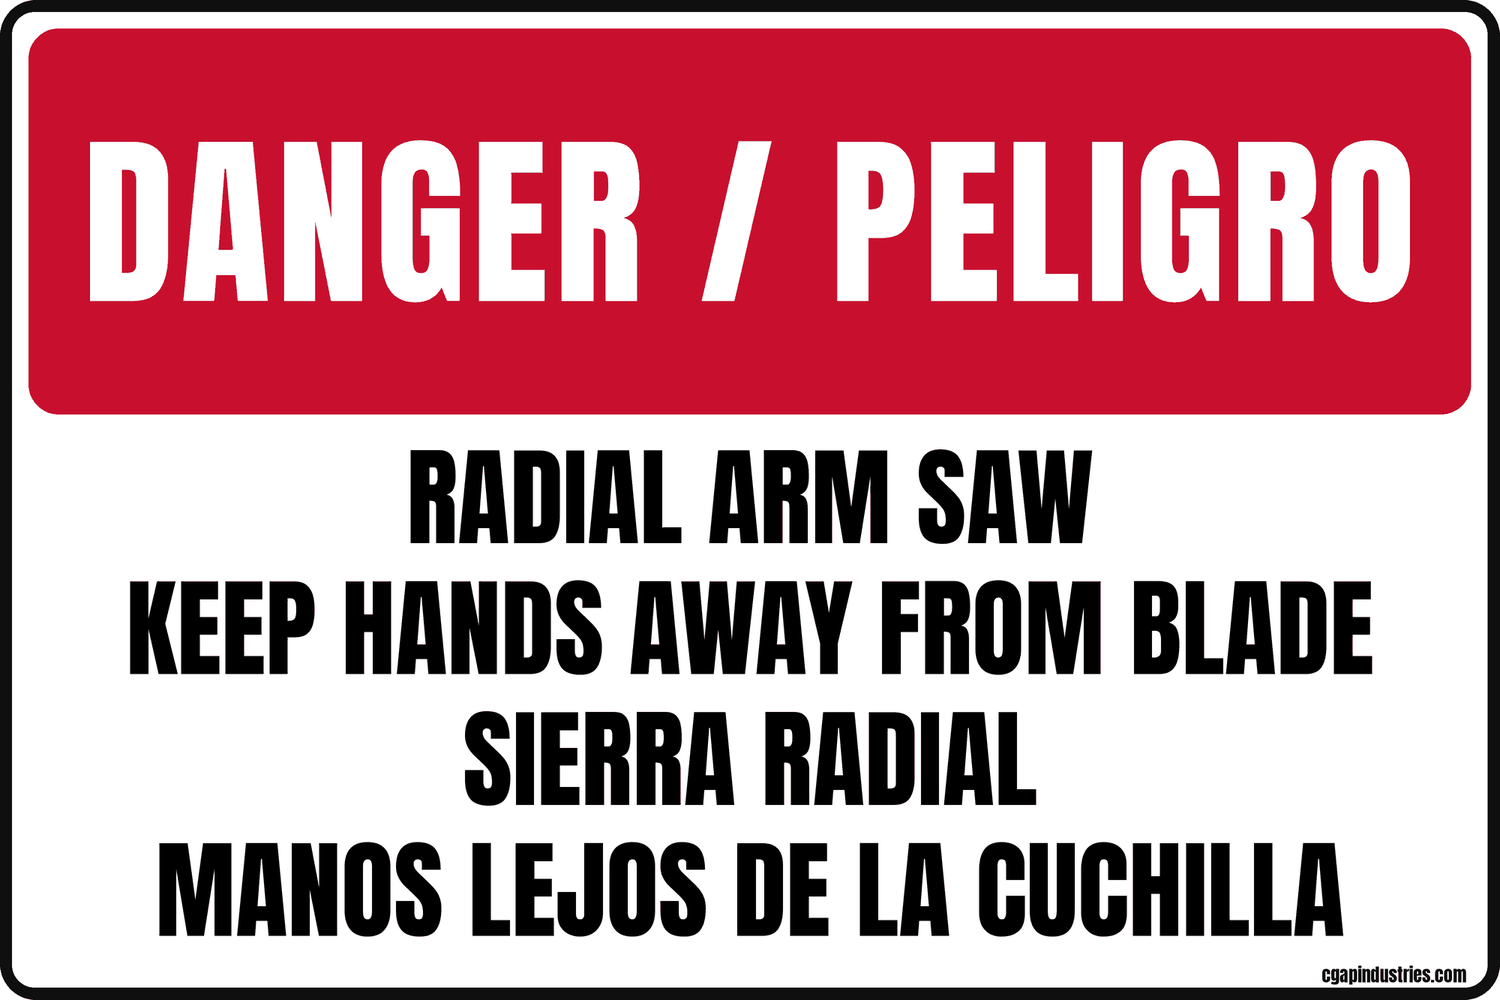 DANGER / PELIGRO
RADIAL ARM SAW
KEEP HANDS AWAY FROM BLADE
SIERRA RADIAL
MANOS LEJOS DE LA CUCHILLA
cgapindustries.com